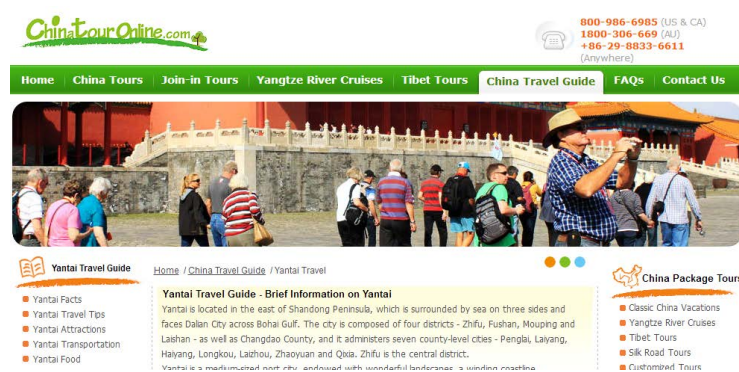 ChinaTourOnline.com
800-986-6985 (US & CA)
1800-306-669 (AU)
+86-29-8833-6611
(Anywhere)
Home China Tours Join-in Tours Yangtze River Cruises Tibet Tours China Travel Guide FAQs Contact Us
Yantai Travel Guide
Yantai Facts
Yantai Travel Tips
Yantai Attractions
Yantai Transportation
Yantai Food
Home / China Travel Guide / Yantai Travel
Yantai Travel Guide - Brief Information on Yantai
Yantai is located in the east of Shandong Peninsula, which is surrounded by sea on three sides and
faces Dalian City across Bohai Gulf. The city is composed of four districts - Zhifu, Fushan, Mouping and
Laishan - as well as Changdao County, and it administers seven county-level cities - Penglai, Laiyang,
Haiyang, Longkou, Laizhou, Zhaoyuan and Qixia. Zhifu is the central district.
Yantai is a medium-sized port city, endowed with wonderful landscapes, a winding coastline,
China Package Tours
Classic China Vacations
Yangtze River Cruises
Tibet Tours
Silk Road Tours
Customized Tours